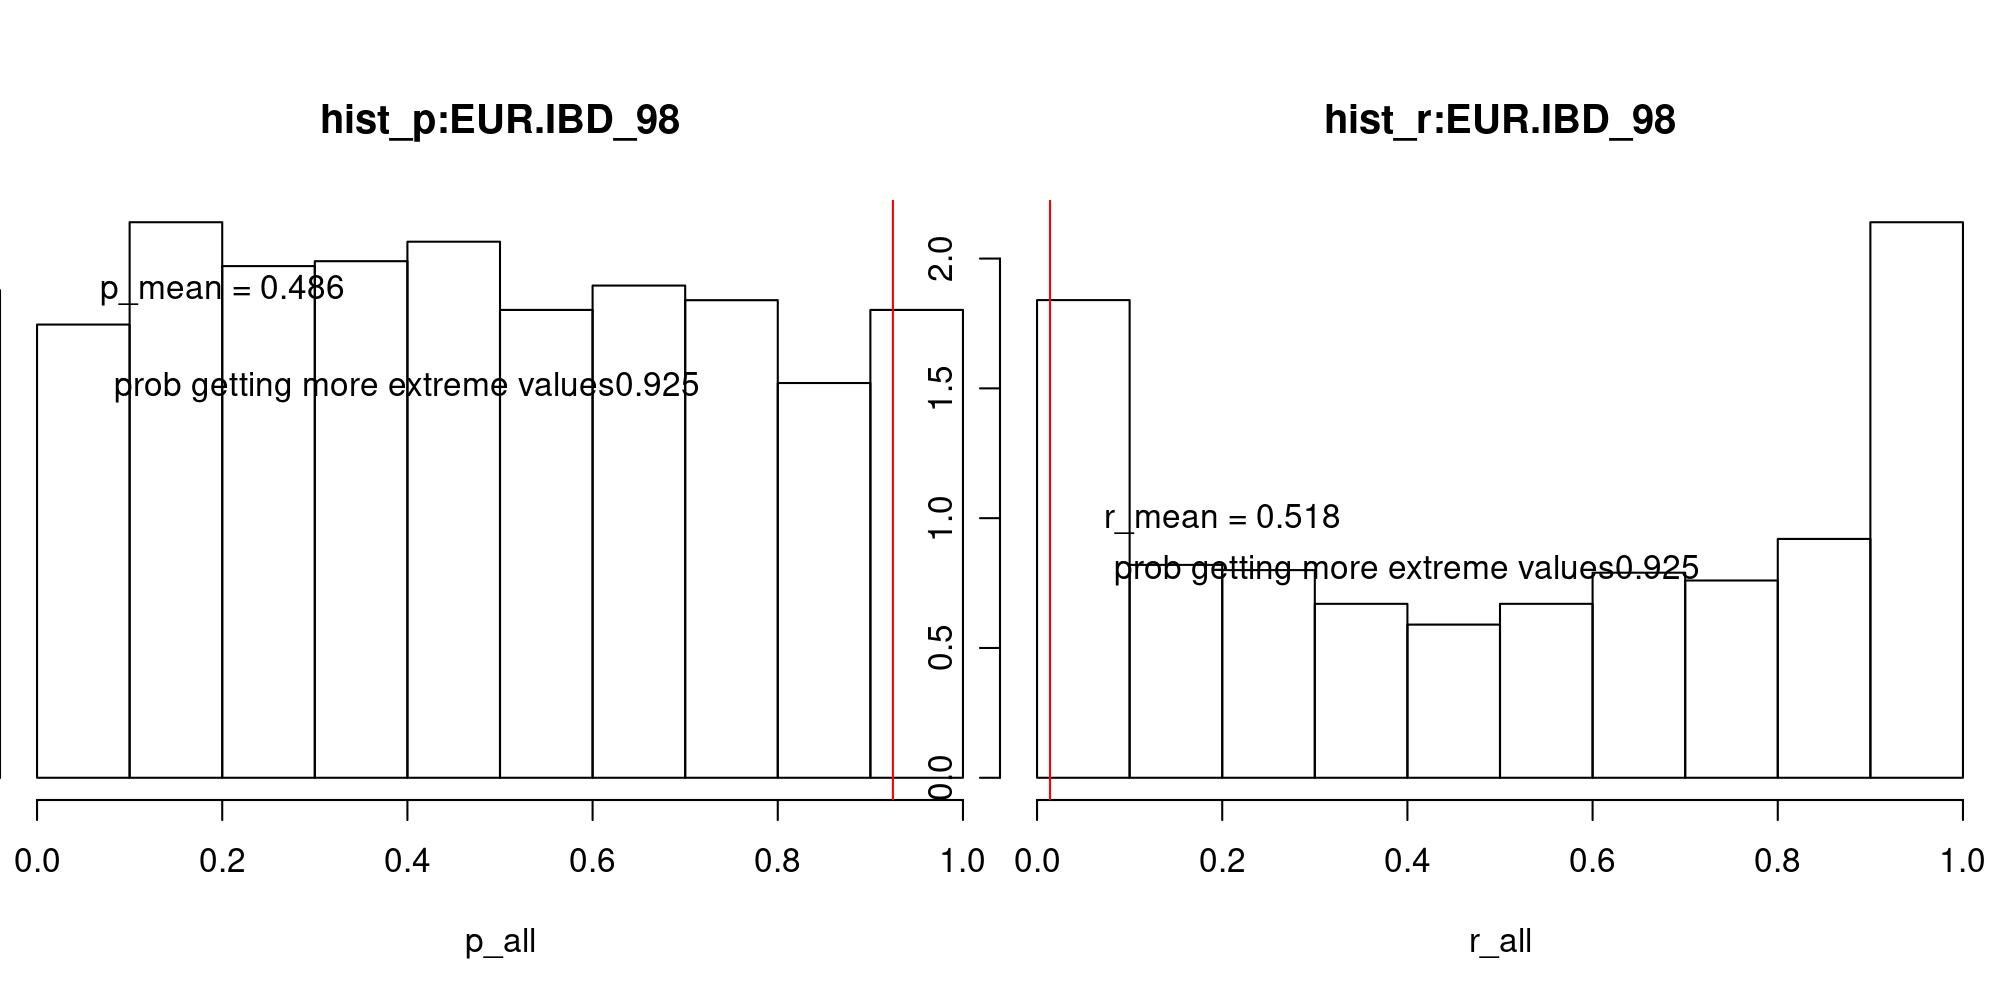 hist_p:EUR.IBD_98
p_mean = 0.486
prob getting more extreme values0.925
0.0 0.2 0.4 0.6 0.8 1.0
p_all
hist_r:EUR.IBD_98
2.0
1.5
1.0
0.5
0.0
r_mean = 0.518
prob getting more extreme values0.925
0.0 0.2 0.4 0.6 0.8 1.0
r_all